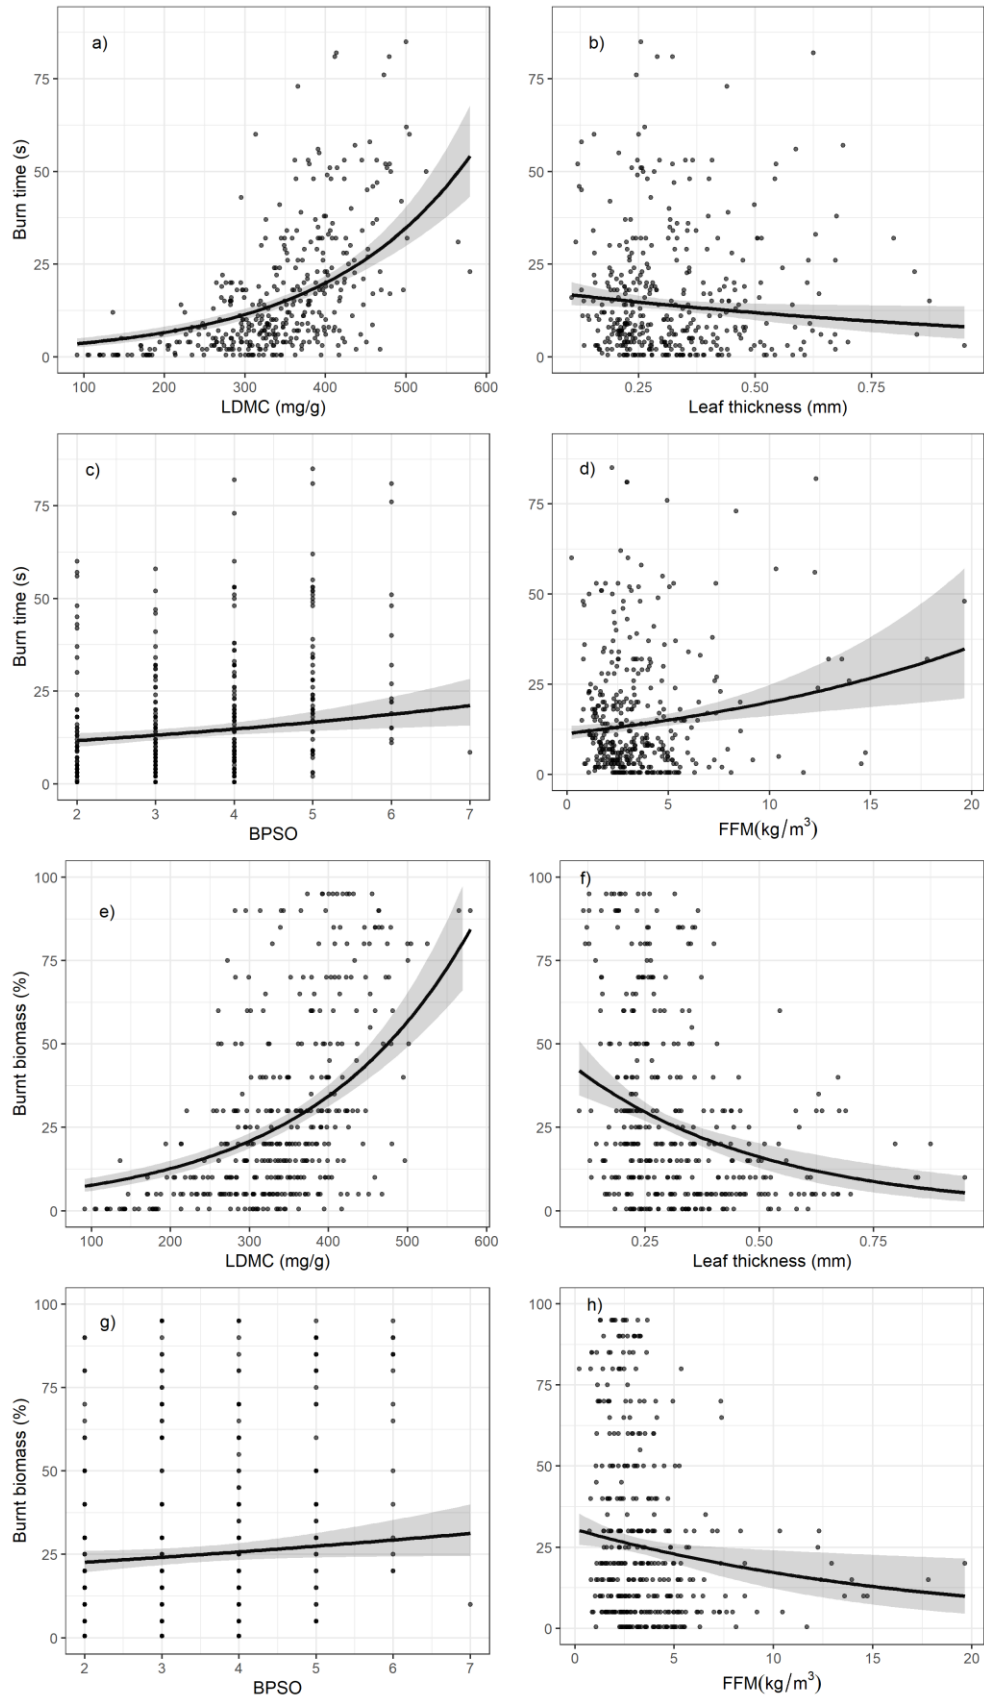 a)
75
50
25
0
Burn time (s)
100 200 300 400 500 600
LDMC (mg/g)
b)
75
50
25
0
0.25 0.50 0.75
Leaf thickness (mm)
c)
75
50
25
0
Burn time (s)
2 3 4 5 6 7
BPSO
d)
75
50
25
0
0 5 10 15 20
FFM(kg/m³)
e)
100
75
50
25
0
Burnt biomass (%)
100 200 300 400 500 600
LDMC (mg/g)
f)
100
75
50
25
0
0.25 0.50 0.75
Leaf thickness (mm)
g)
100
75
50
25
0
Burnt biomass (%)
2 3 4 5 6 7
BPSO
h)
100
75
50
25
0
0 5 10 15 20
FFM(kg/m³)